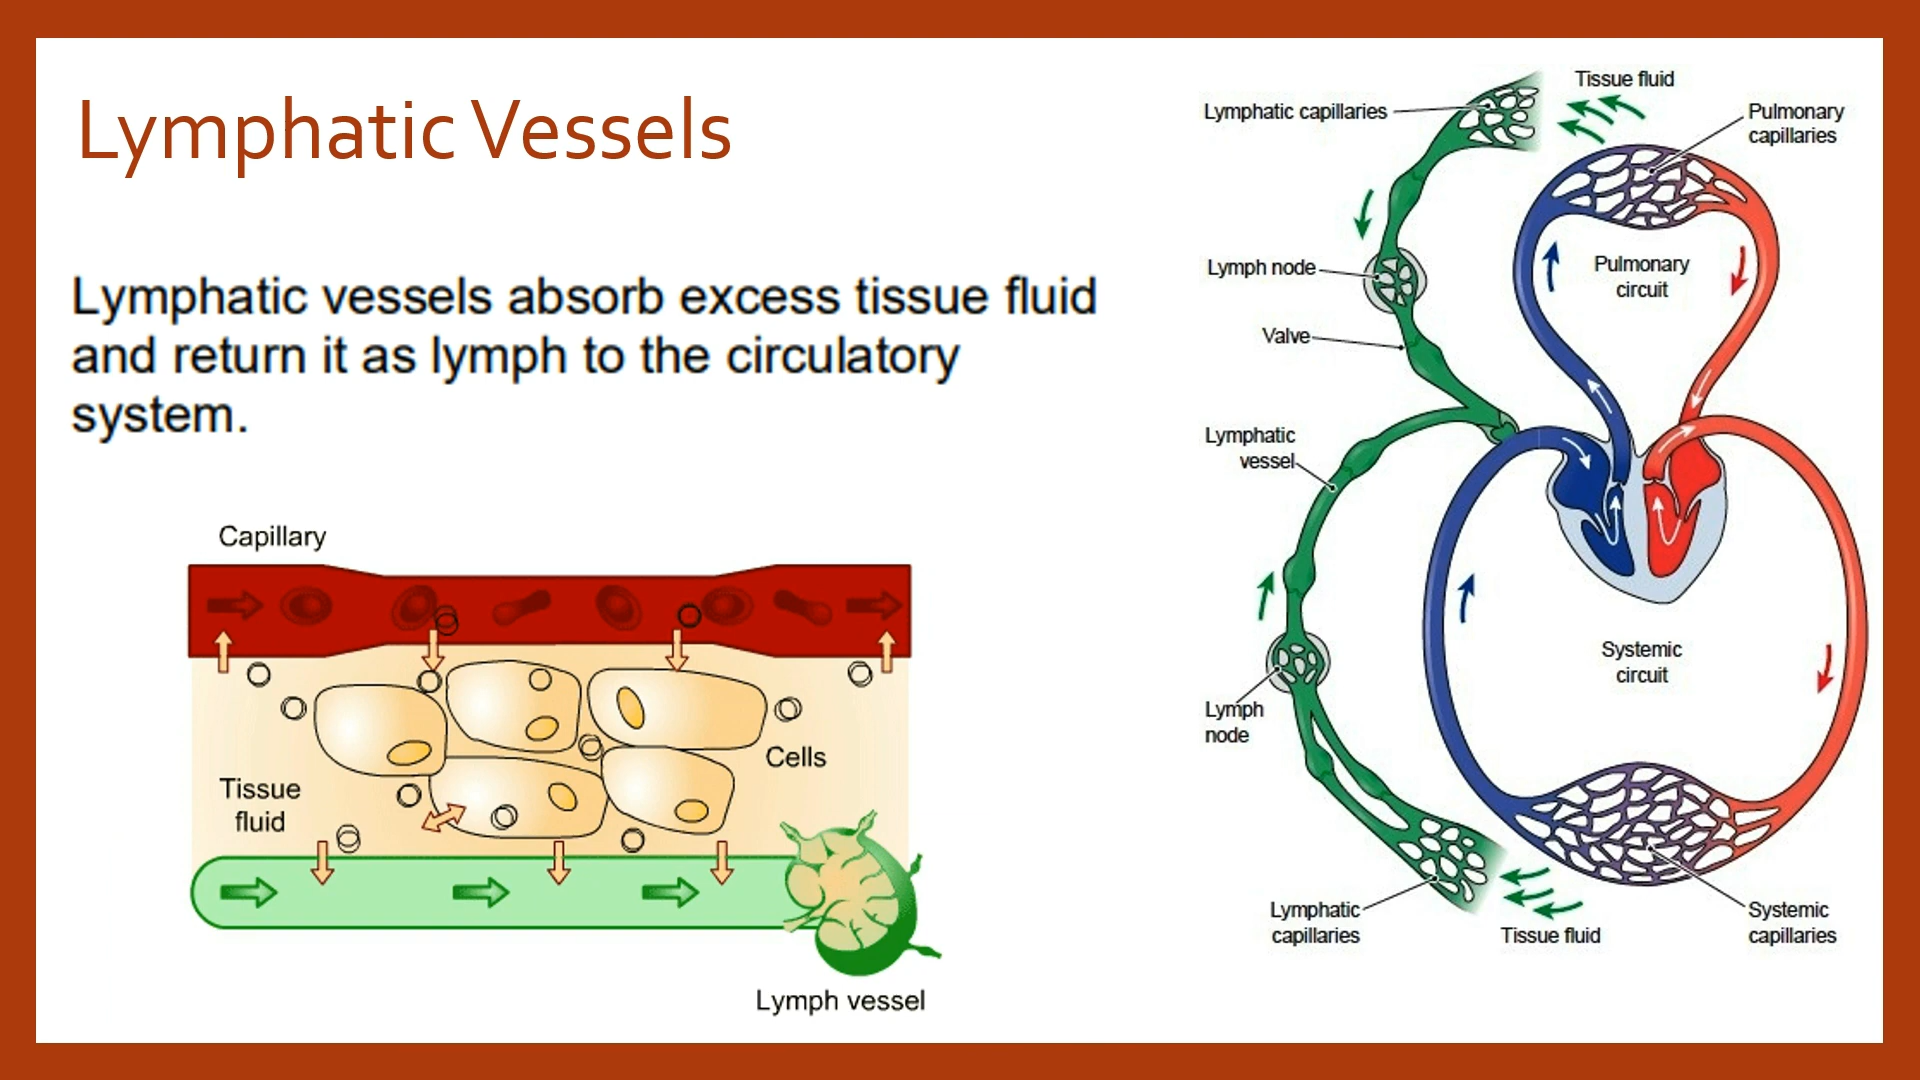 Lymphatic Vessels
Lymphatic vessels absorb excess tissue fluid
and return it as lymph to the circulatory
system.
Capillary
Cells
Tissue
fluid
Lymph vessel
Tissue fluid
Lymphatic capillaries
Pulmonary
capillaries
Lymph node
Pulmonary
circuit
Valve
Lymphatic
vessel
Systemic
circuit
Lymph
node
Lymphatic
capillaries
Tissue fluid
Systemic
capillaries